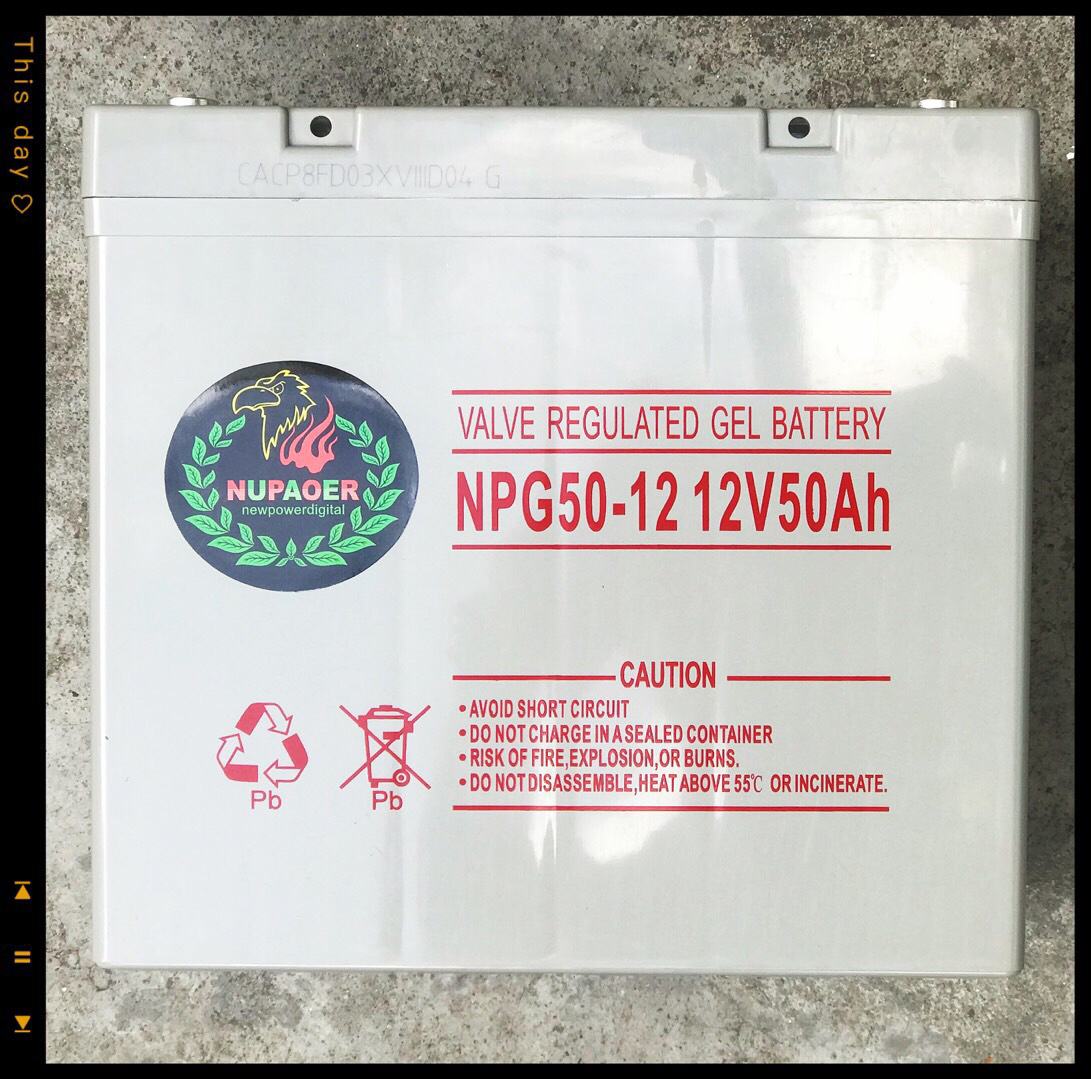 This day ♡
CACP8FD03XVIIID04 G
NUPAOER
newpowerdigital
VALVE REGULATED GEL BATTERY
NPG50-12 12V50Ah
CAUTION
• AVOID SHORT CIRCUIT
• DO NOT CHARGE IN A SEALED CONTAINER
• RISK OF FIRE,EXPLOSION,OR BURNS.
• DO NOT DISASSEMBLE,HEAT ABOVE 55℃ OR INCINERATE.
Pb
Pb